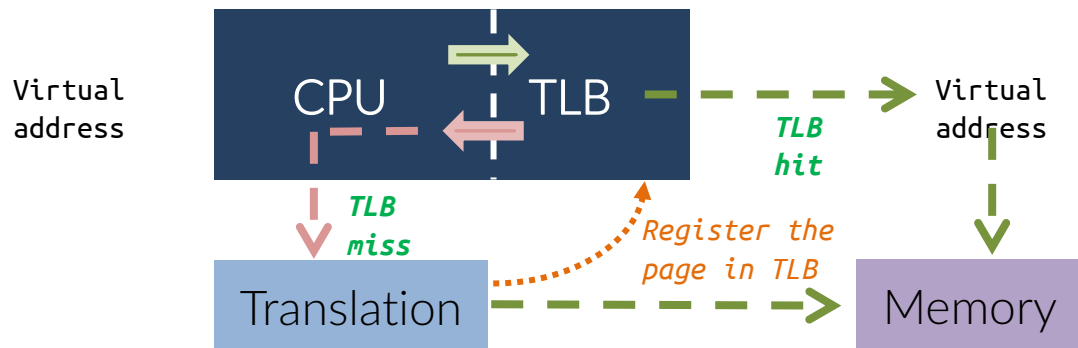 Virtual
address
CPU
TLB
Virtual
address
TLB
hit
TLB
miss
Register the
page in TLB
Translation
Memory